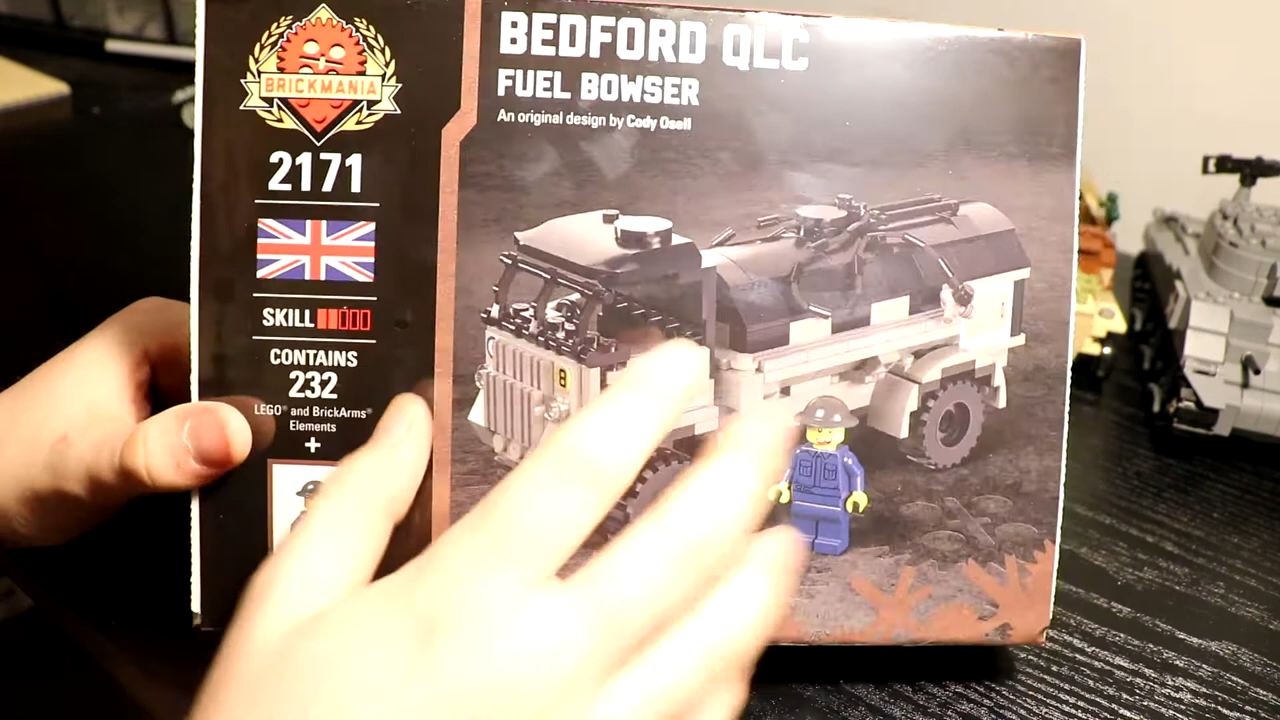 BRICKMANIA
2171
SKILL
CONTAINS
232
LEGO® and BrickArms®
Elements
+
BEDFORD QLC
FUEL BOWSER
An original design by Cody Osell
8